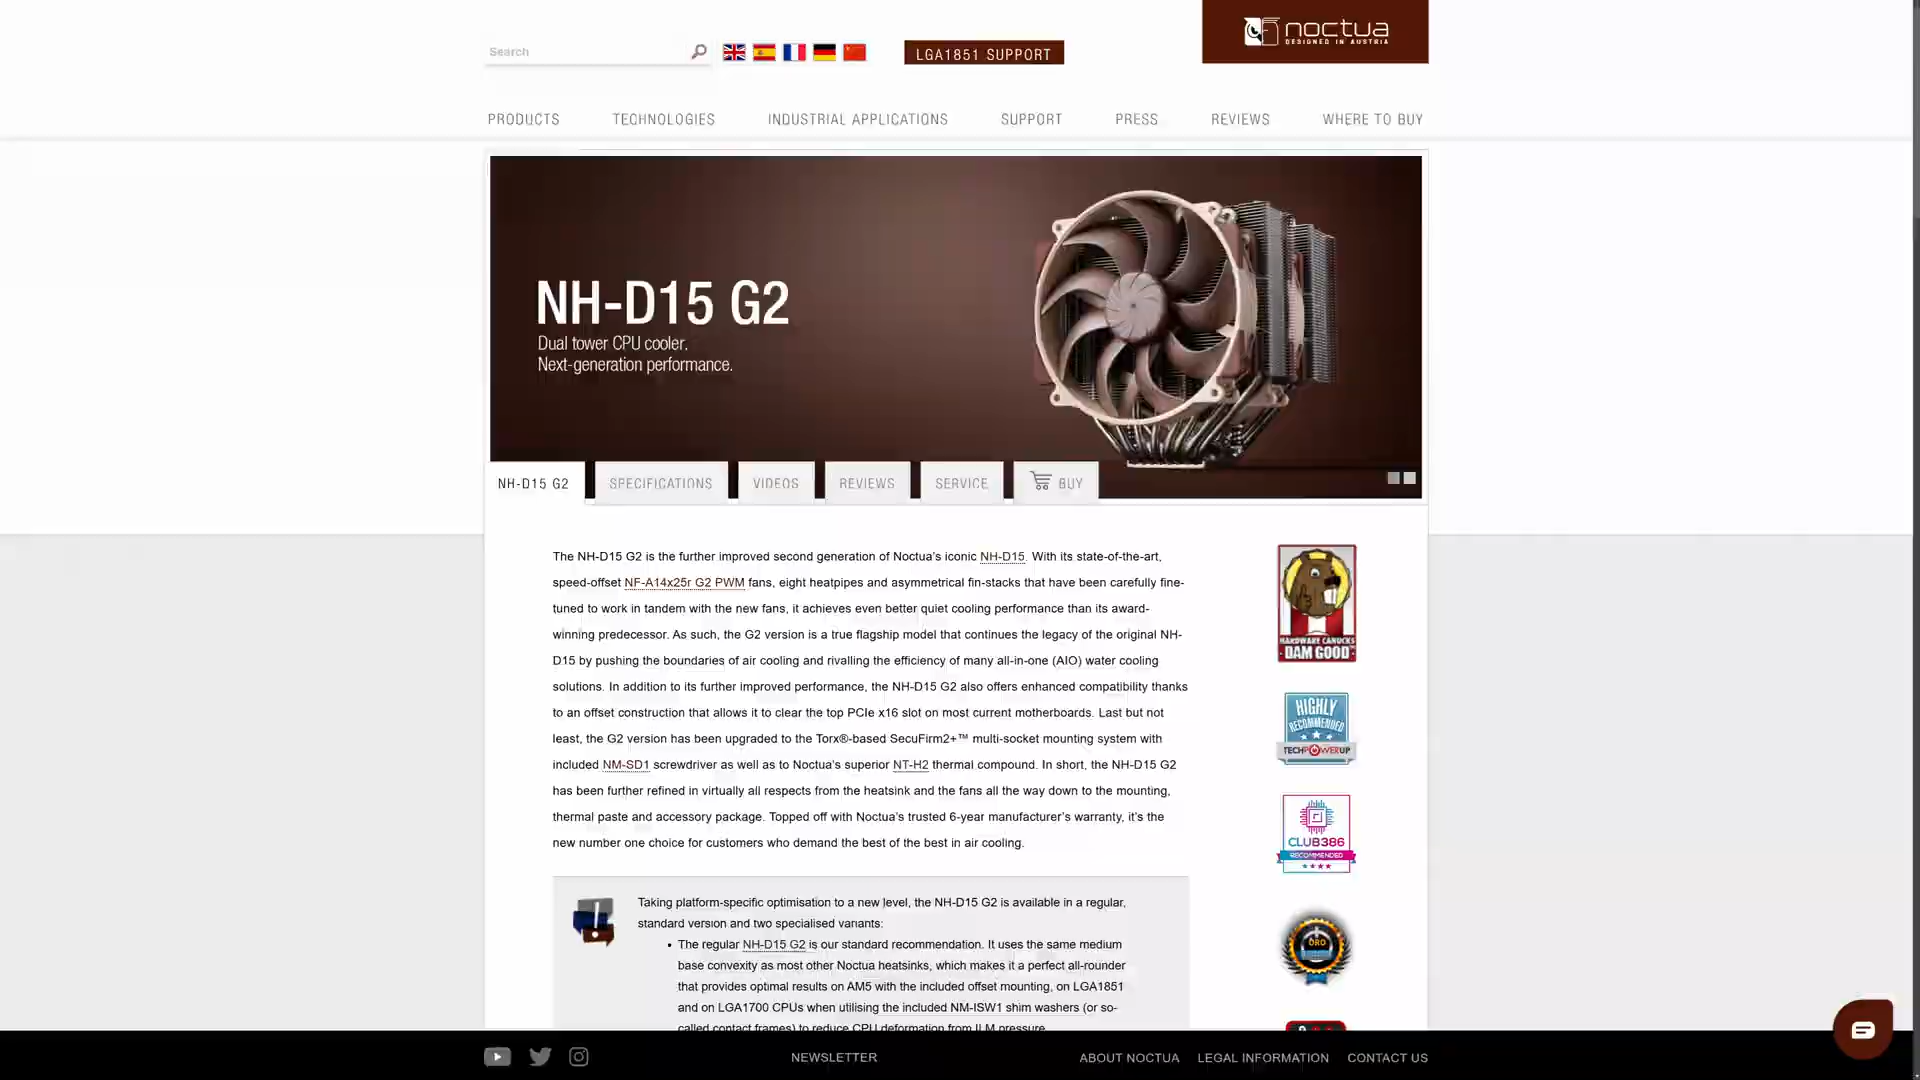 noctua
DESIGNED IN AUSTRIA
Search
LGA1851 SUPPORT
PRODUCTS TECHNOLOGIES INDUSTRIAL APPLICATIONS SUPPORT PRESS REVIEWS WHERE TO BUY
NH-D15 G2
Dual tower CPU cooler.
Next-generation performance.
NH-D15 G2 SPECIFICATIONS VIDEOS REVIEWS SERVICE BUY
The NH-D15 G2 is the further improved second generation of Noctua's iconic NH-D15. With its state-of-the-art,
speed-offset NF-A14x25r G2 PWM fans, eight heatpipes and asymmetrical fin-stacks that have been carefully fine-
tuned to work in tandem with the new fans, it achieves even better quiet cooling performance than its award-
winning predecessor. As such, the G2 version is a true flagship model that continues the legacy of the original NH-
D15 by pushing the boundaries of air cooling and rivalling the efficiency of many all-in-one (AIO) water cooling
solutions. In addition to its further improved performance, the NH-D15 G2 also offers enhanced compatibility thanks
to an offset construction that allows it to clear the top PCIe x16 slot on most current motherboards. Last but not
least, the G2 version has been upgraded to the Torx®-based SecuFirm2+™ multi-socket mounting system with
included NM-SD1 screwdriver as well as to Noctua's superior NT-H2 thermal compound. In short, the NH-D15 G2
has been further refined in virtually all respects from the heatsink and the fans all the way down to the mounting,
thermal paste and accessory package. Topped off with Noctua's trusted 6-year manufacturer's warranty, it's the
new number one choice for customers who demand the best of the best in air cooling.
Taking platform-specific optimisation to a new level, the NH-D15 G2 is available in a regular,
standard version and two specialised variants:
• The regular NH-D15 G2 is our standard recommendation. It uses the same medium
base convexity as most other Noctua heatsinks, which makes it a perfect all-rounder
that provides optimal results on AM5 with the included offset mounting, on LGA1851
and on LGA1700 CPUs when utilising the included NM-ISW1 shim washers (or so-
called contact frames) to reduce CPU deformation from ILM pressure.
HARDWARE CANUCKS
DAM GOOD
HIGHLY
RECOMMENDED
TECHPOWERUP
CLUB386
RECOMMENDED
ORO
NEWSLETTER
ABOUT NOCTUA LEGAL INFORMATION CONTACT US